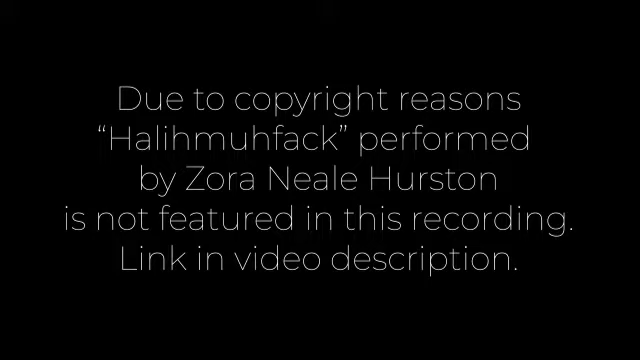 Due to copyright reasons
“Halihmuhfack” performed
by Zora Neale Hurston
is not featured in this recording.
Link in video description.